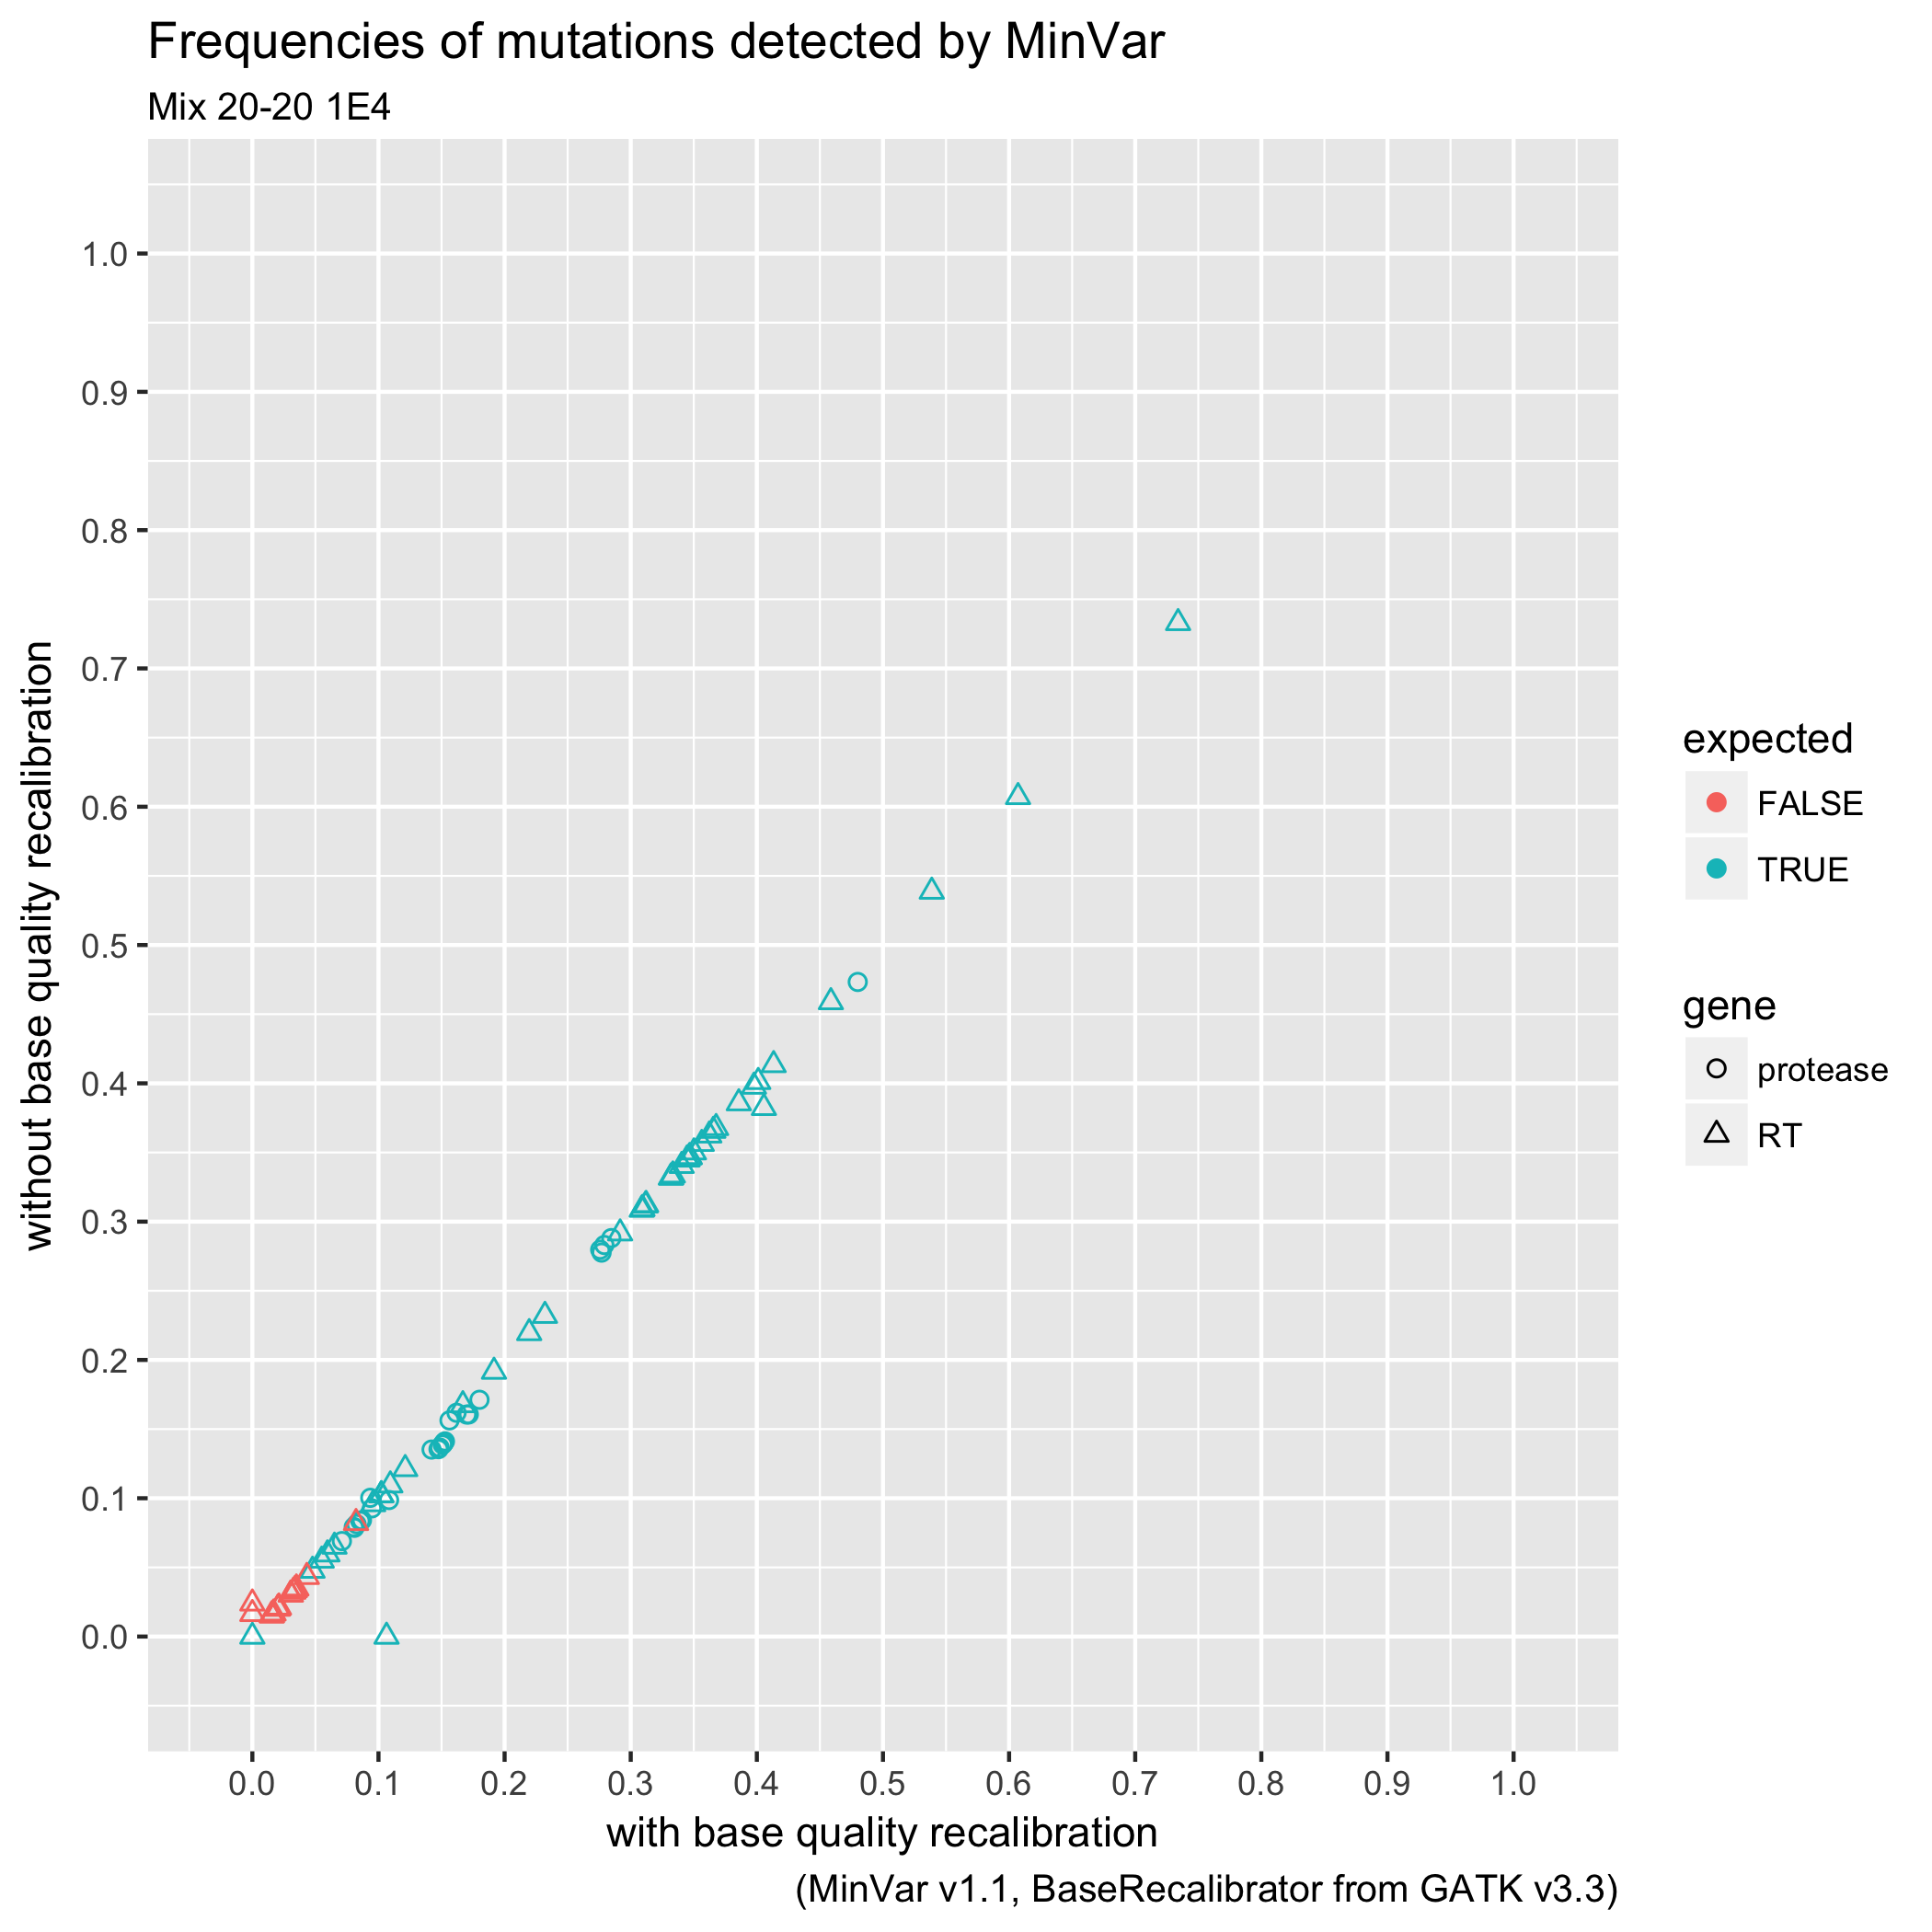 Frequencies of mutations detected by MinVar
Mix 20-20 1E4
without base quality recalibration
1.0
0.9
0.8
0.7
0.6
0.5
0.4
0.3
0.2
0.1
0.0
0.0 0.1 0.2 0.3 0.4 0.5 0.6 0.7 0.8 0.9 1.0
with base quality recalibration
(MinVar v1.1, BaseRecalibrator from GATK v3.3)
expected
FALSE
TRUE
gene
protease
RT